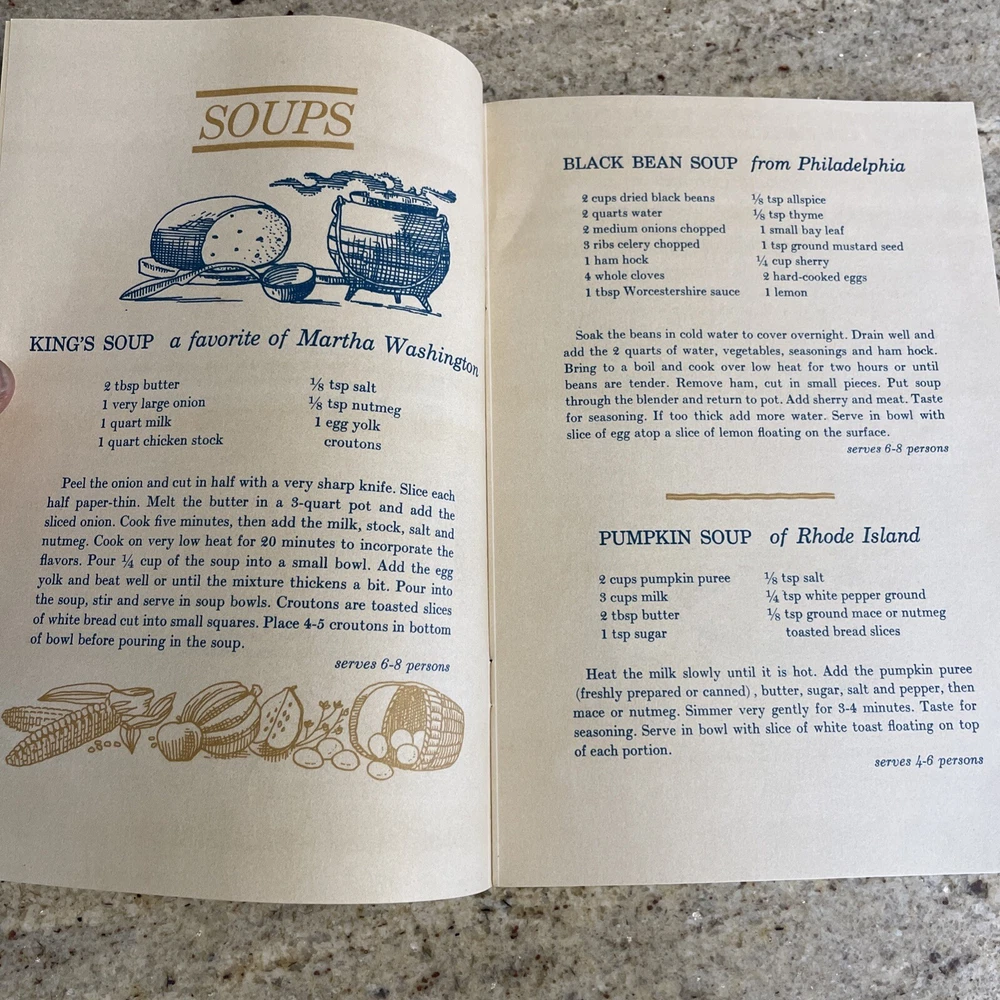 SOUPS
KING'S SOUP a favorite of Martha Washington
2 tbsp butter
1 very large onion
1 quart milk
1 quart chicken stock
⅛ tsp salt
⅛ tsp nutmeg
1 egg yolk
croutons
Peel the onion and cut in half with a very sharp knife. Slice each
half paper-thin. Melt the butter in a 3-quart pot and add the
sliced onion. Cook five minutes, then add the milk, stock, salt and
nutmeg. Cook on very low heat for 20 minutes to incorporate the
flavors. Pour ¼ cup of the soup into a small bowl. Add the egg
yolk and beat well or until the mixture thickens a bit. Pour into
the soup, stir and serve in soup bowls. Croutons are toasted slices
of white bread cut into small squares. Place 4-5 croutons in bottom
of bowl before pouring in the soup.
serves 6-8 persons
BLACK BEAN SOUP from Philadelphia
2 cups dried black beans
2 quarts water
2 medium onions chopped
3 ribs celery chopped
1 ham hock
4 whole cloves
1 tbsp Worcestershire sauce
⅛ tsp allspice
⅛ tsp thyme
1 small bay leaf
1 tsp ground mustard seed
¼ cup sherry
2 hard-cooked eggs
1 lemon
Soak the beans in cold water to cover overnight. Drain well and
add the 2 quarts of water, vegetables, seasonings and ham hock.
Bring to a boil and cook over low heat for two hours or until
beans are tender. Remove ham, cut in small pieces. Put soup
through the blender and return to pot. Add sherry and meat. Taste
for seasoning. If too thick add more water. Serve in bowl with
slice of egg atop a slice of lemon floating on the surface.
serves 6-8 persons
PUMPKIN SOUP of Rhode Island
2 cups pumpkin puree
3 cups milk
2 tbsp butter
1 tsp sugar
⅛ tsp salt
¼ tsp white pepper ground
⅛ tsp ground mace or nutmeg
toasted bread slices
Heat the milk slowly until it is hot. Add the pumpkin puree
(freshly prepared or canned), butter, sugar, salt and pepper, then
mace or nutmeg. Simmer very gently for 3-4 minutes. Taste for
seasoning. Serve in bowl with slice of white toast floating on top
of each portion.
serves 4-6 persons